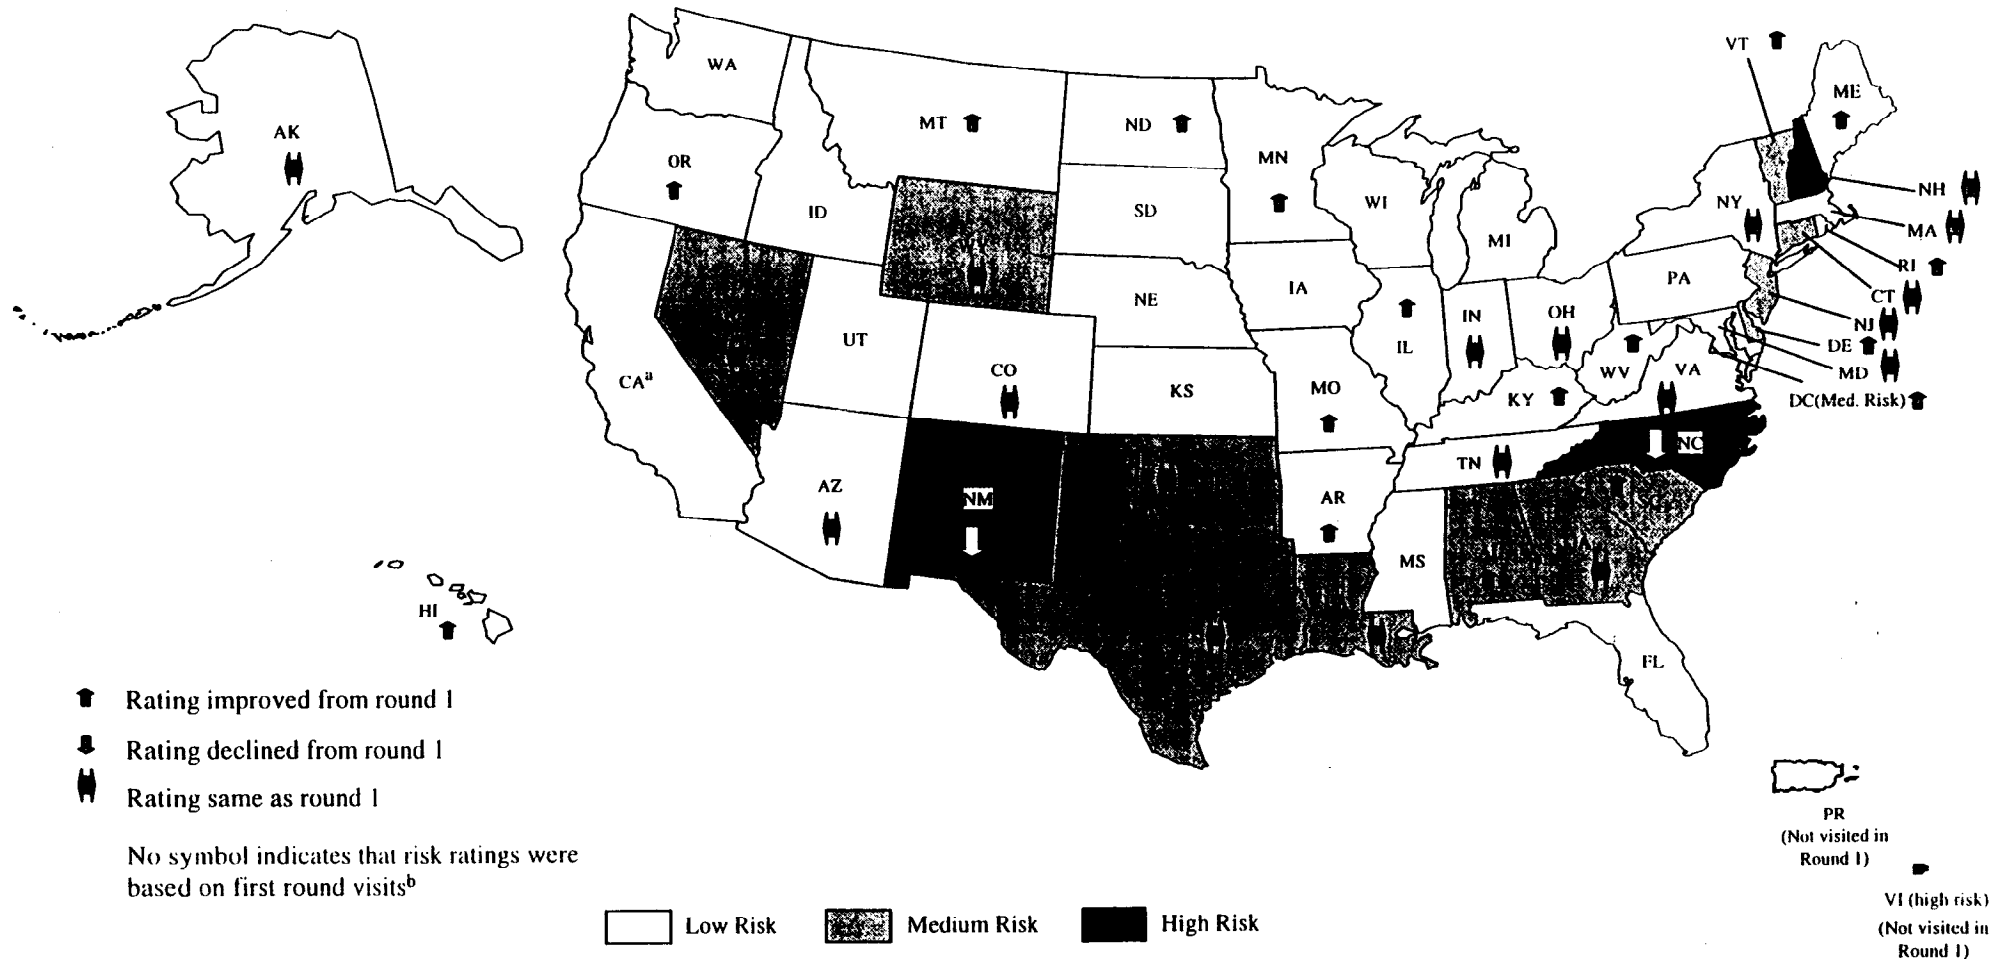 VT
WA
ME
MT
ND
AK
OR
MN
NH
ID
SD
WI
NY
MA
MI
RI
PA
CT
NE
IA
IN
OH
NJ
UT
IL
DE
CO
WV
VA
MD
CAᵃ
KS
MO
KY
DC(Med. Risk)
NC
TN
AZ
NM
AR
SC
MS
HI
FL
Rating improved from round 1
Rating declined from round 1
Rating same as round 1
No symbol indicates that risk ratings were
based on first round visitsᵇ
PR
(Not visited in
Round 1)
VI (high risk)
(Not visited in
Round 1)
Low Risk
Medium Risk
High Risk